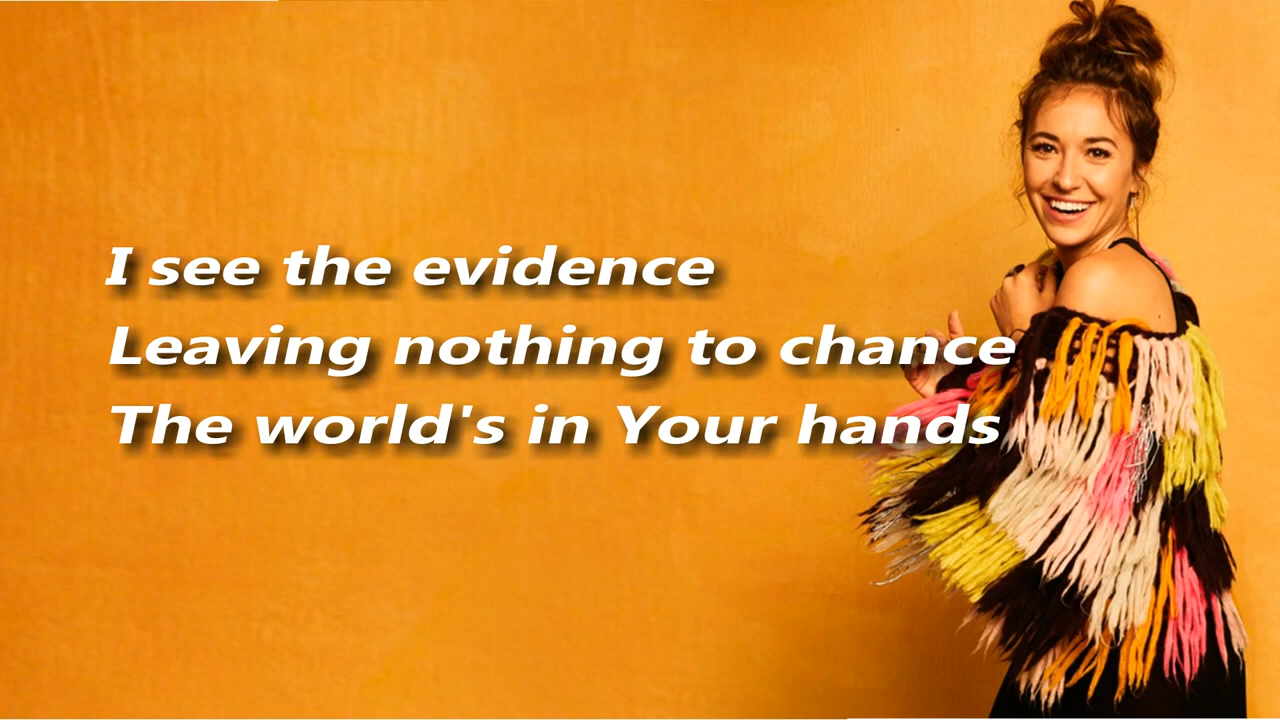 I see the evidence
Leaving nothing to chance
The world's in Your hands